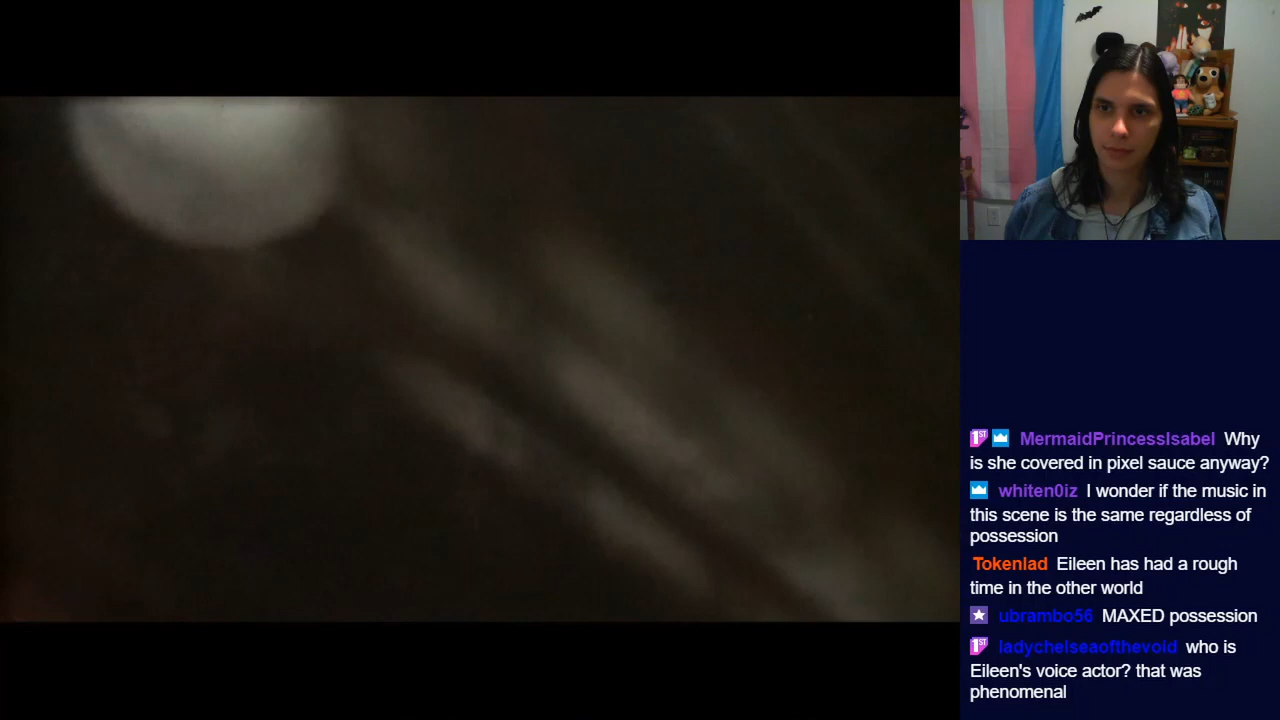 MermaidPrincessIsabel Why
is she covered in pixel sauce anyway?
whiten0iz I wonder if the music in
this scene is the same regardless of
possession
Tokenlad Eileen has had a rough
time in the other world
ubrambo56 MAXED possession
ladychelseaofthevoid who is
Eileen's voice actor? that was
phenomenal